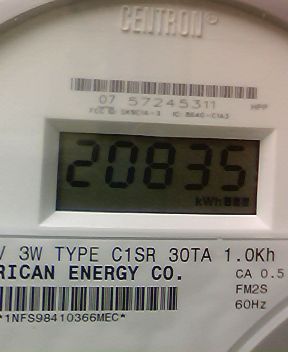 CENTRON®
07 57245311 HPP
20835
kWh
V 3W TYPE C1SR 30TA 1.0Kh
RICAN ENERGY CO. CA 0.5
FM2S
60Hz
*1NFS98410366MEC*